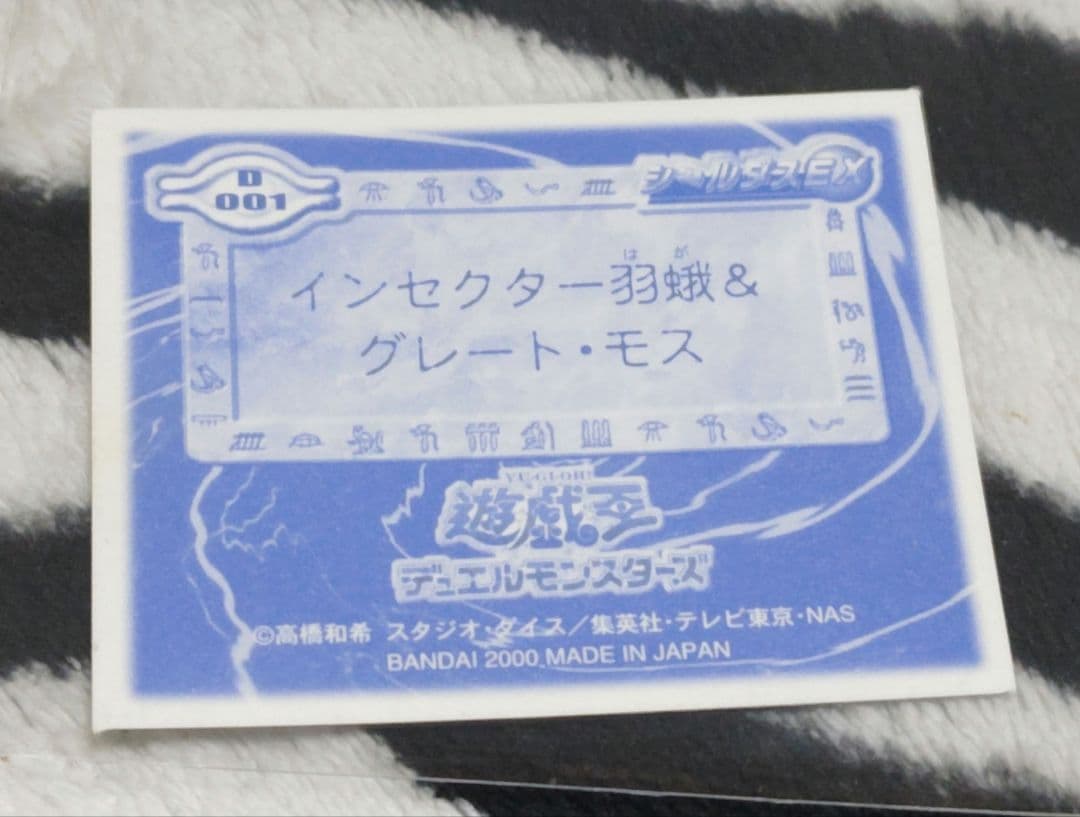 D
001
シールダスEX
インセクター羽蛾&
はが
グレート・モス
YU-GI-OH!
遊戯王
デュエルモンスターズ
©高橋和希 スタジオ・ダイス／集英社・テレビ東京・NAS
BANDAI 2000 MADE IN JAPAN